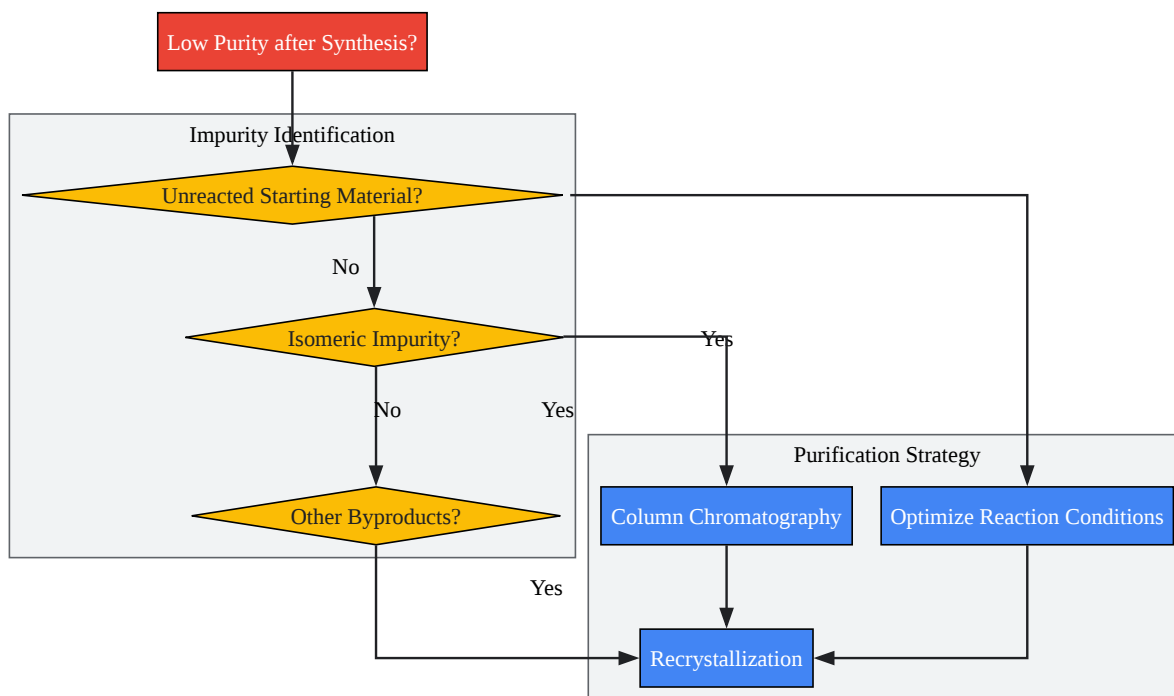 Low Purity after Synthesis?
Impurity Identification
Unreacted Starting Material?
No
Isomeric Impurity?
Yes
No
Yes
Purification Strategy
Other Byproducts?
Column Chromatography
Optimize Reaction Conditions
Yes
Recrystallization